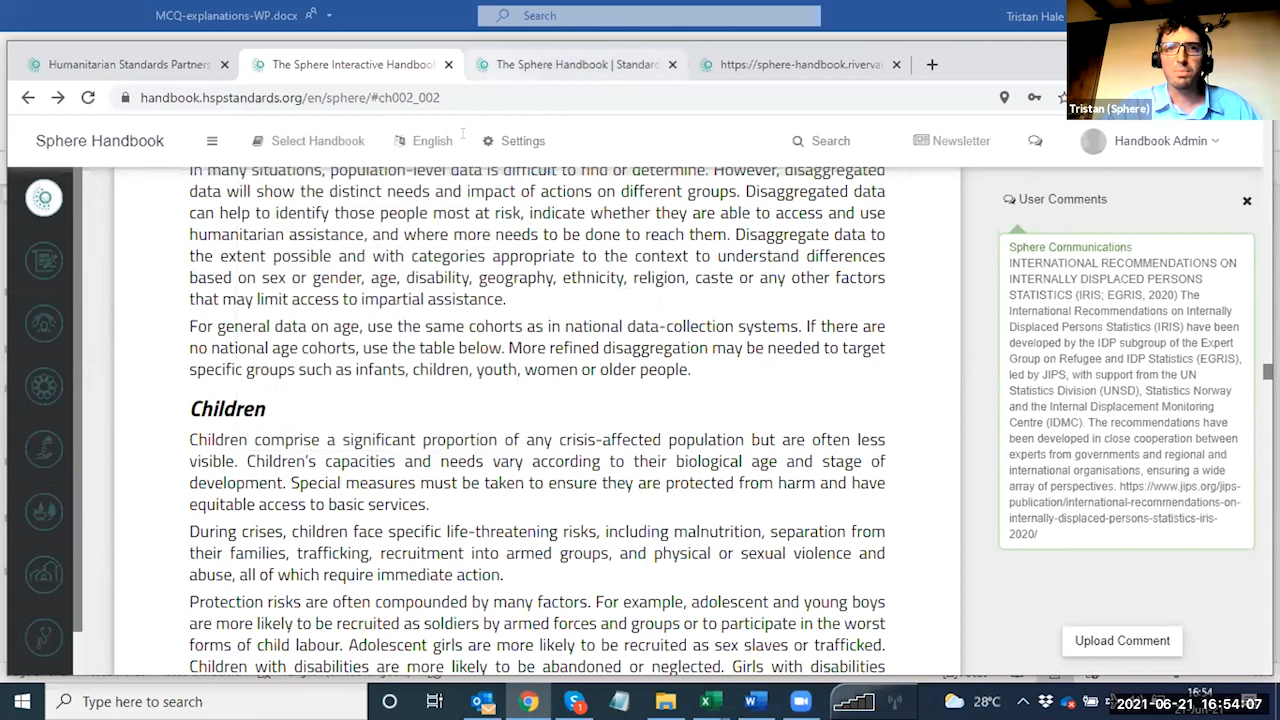 MCQ-explanations-WP.docx
Search
Tristan Hale
Humanitarian Standards Partners
The Sphere Interactive Handbook
The Sphere Handbook | Standard
https://sphere-handbook.riverva
handbook.hspstandards.org/en/sphere/#ch002_002
Tristan (Sphere)
Sphere Handbook
Select Handbook
English
Settings
Search
Newsletter
Handbook Admin
In many situations, population-level data is difficult to find or determine. However, disaggregated
data will show the distinct needs and impact of actions on different groups. Disaggregated data
can help to identify those people most at risk, indicate whether they are able to access and use
humanitarian assistance, and where more needs to be done to reach them. Disaggregate data to
the extent possible and with categories appropriate to the context to understand differences
based on sex or gender, age, disability, geography, ethnicity, religion, caste or any other factors
that may limit access to impartial assistance.
For general data on age, use the same cohorts as in national data-collection systems. If there are
no national age cohorts, use the table below. More refined disaggregation may be needed to target
specific groups such as infants, children, youth, women or older people.
Children
Children comprise a significant proportion of any crisis-affected population but are often less
visible. Children's capacities and needs vary according to their biological age and stage of
development. Special measures must be taken to ensure they are protected from harm and have
equitable access to basic services.
During crises, children face specific life-threatening risks, including malnutrition, separation from
their families, trafficking, recruitment into armed groups, and physical or sexual violence and
abuse, all of which require immediate action.
Protection risks are often compounded by many factors. For example, adolescent and young boys
are more likely to be recruited as soldiers by armed forces and groups or to participate in the worst
forms of child labour. Adolescent girls are more likely to be recruited as sex slaves or trafficked.
Children with disabilities are more likely to be abandoned or neglected. Girls with disabilities
User Comments
Sphere Communications
INTERNATIONAL RECOMMENDATIONS ON
INTERNALLY DISPLACED PERSONS
STATISTICS (IRIS; EGRIS, 2020) The
International Recommendations on Internally
Displaced Persons Statistics (IRIS) have been
developed by the IDP subgroup of the Expert
Group on Refugee and IDP Statistics (EGRIS),
led by JIPS, with support from the UN
Statistics Division (UNSD), Statistics Norway
and the Internal Displacement Monitoring
Centre (IDMC). The recommendations have
been developed in close cooperation between
experts from governments and regional and
international organisations, ensuring a wide
array of perspectives. https://www.jips.org/jips-
publication/international-recommendations-on-
internally-displaced-persons-statistics-iris-
2020/
Upload Comment
Type here to search
28°C
16:54
2021-06-21 16:54:07